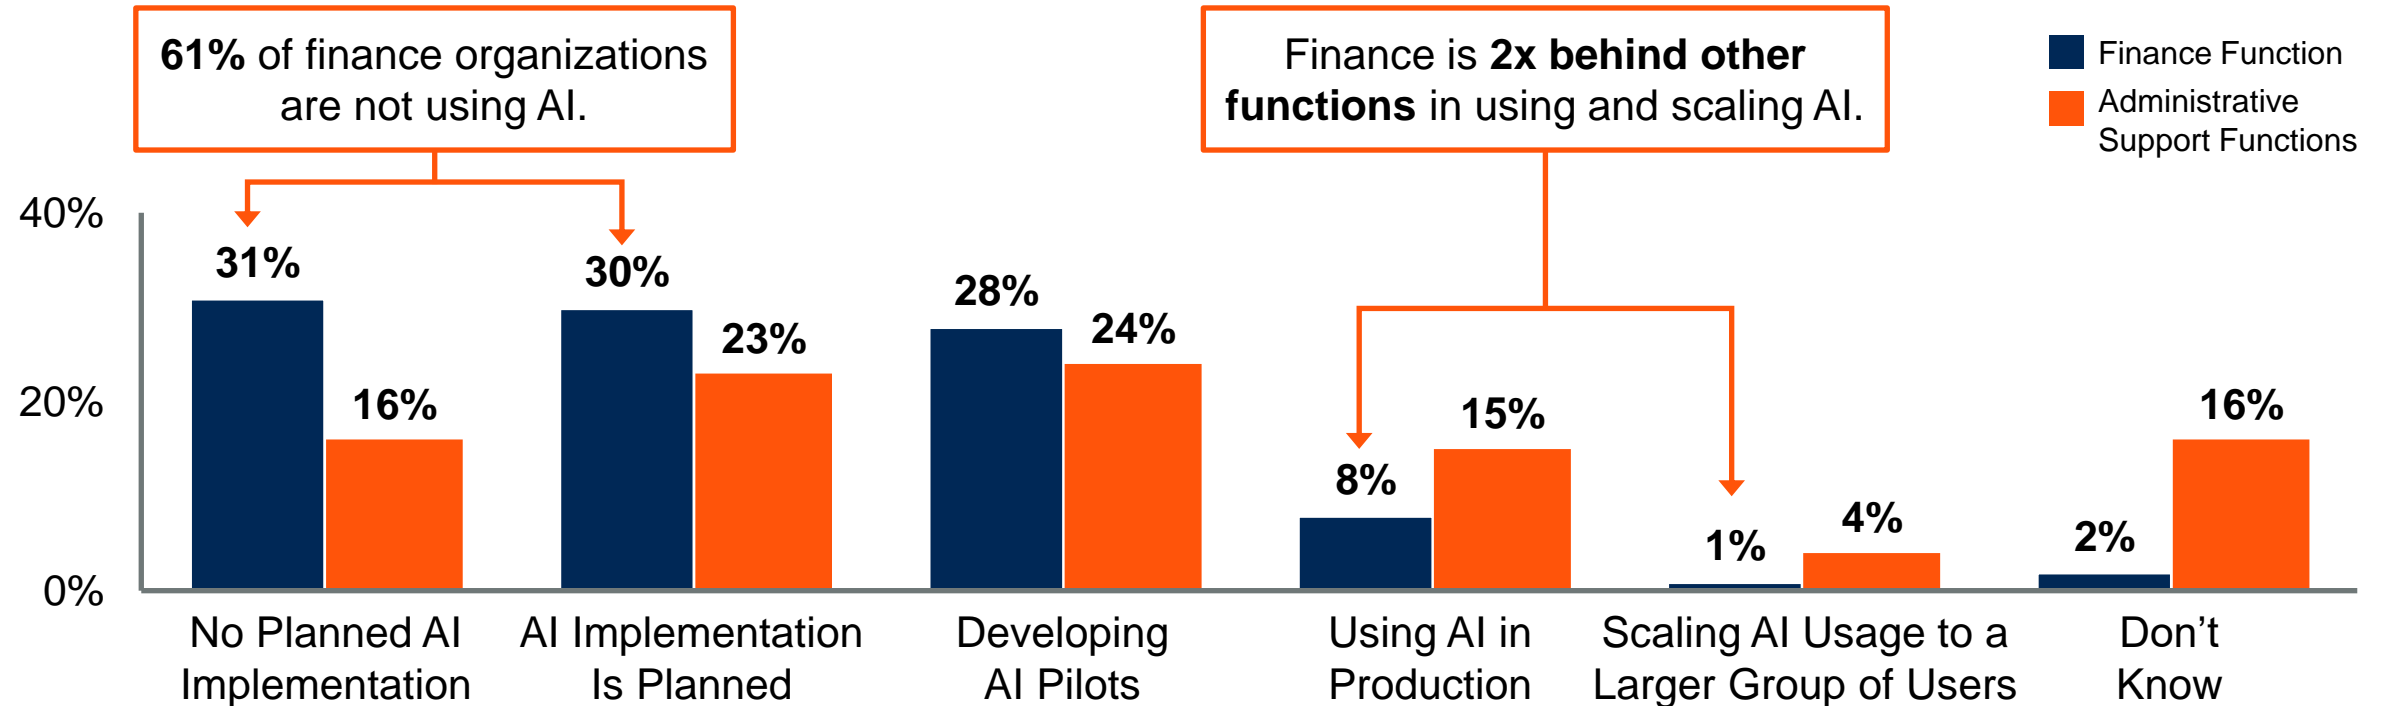 61% of finance organizations
are not using AI.
Finance is 2x behind other
functions in using and scaling AI.
Finance Function
Administrative
Support Functions
40%
20%
0%
31%
16%
30%
23%
28%
24%
8%
15%
1%
4%
2%
16%
No Planned AI
Implementation
AI Implementation
Is Planned
Developing
AI Pilots
Using AI in
Production
Scaling AI Usage to a
Larger Group of Users
Don’t
Know